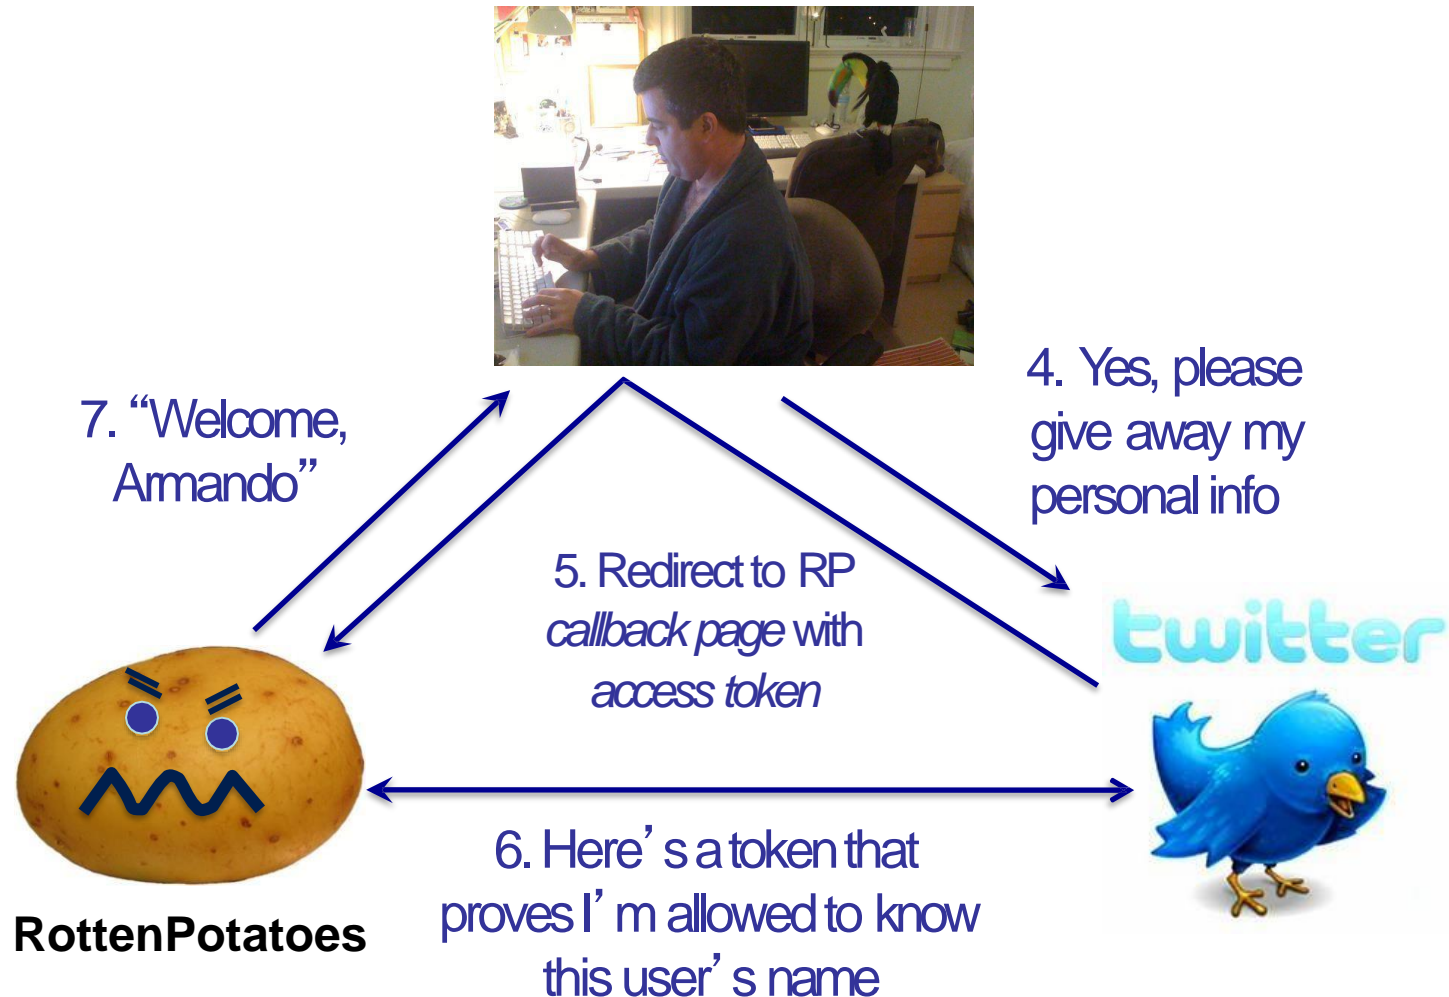 7. “Welcome,
Armando”
4. Yes, please
give away my
personal info
5. Redirect to RP
callback page with
access token
twitter
6. Here’s a token that
proves I’m allowed to know
this user’s name
RottenPotatoes